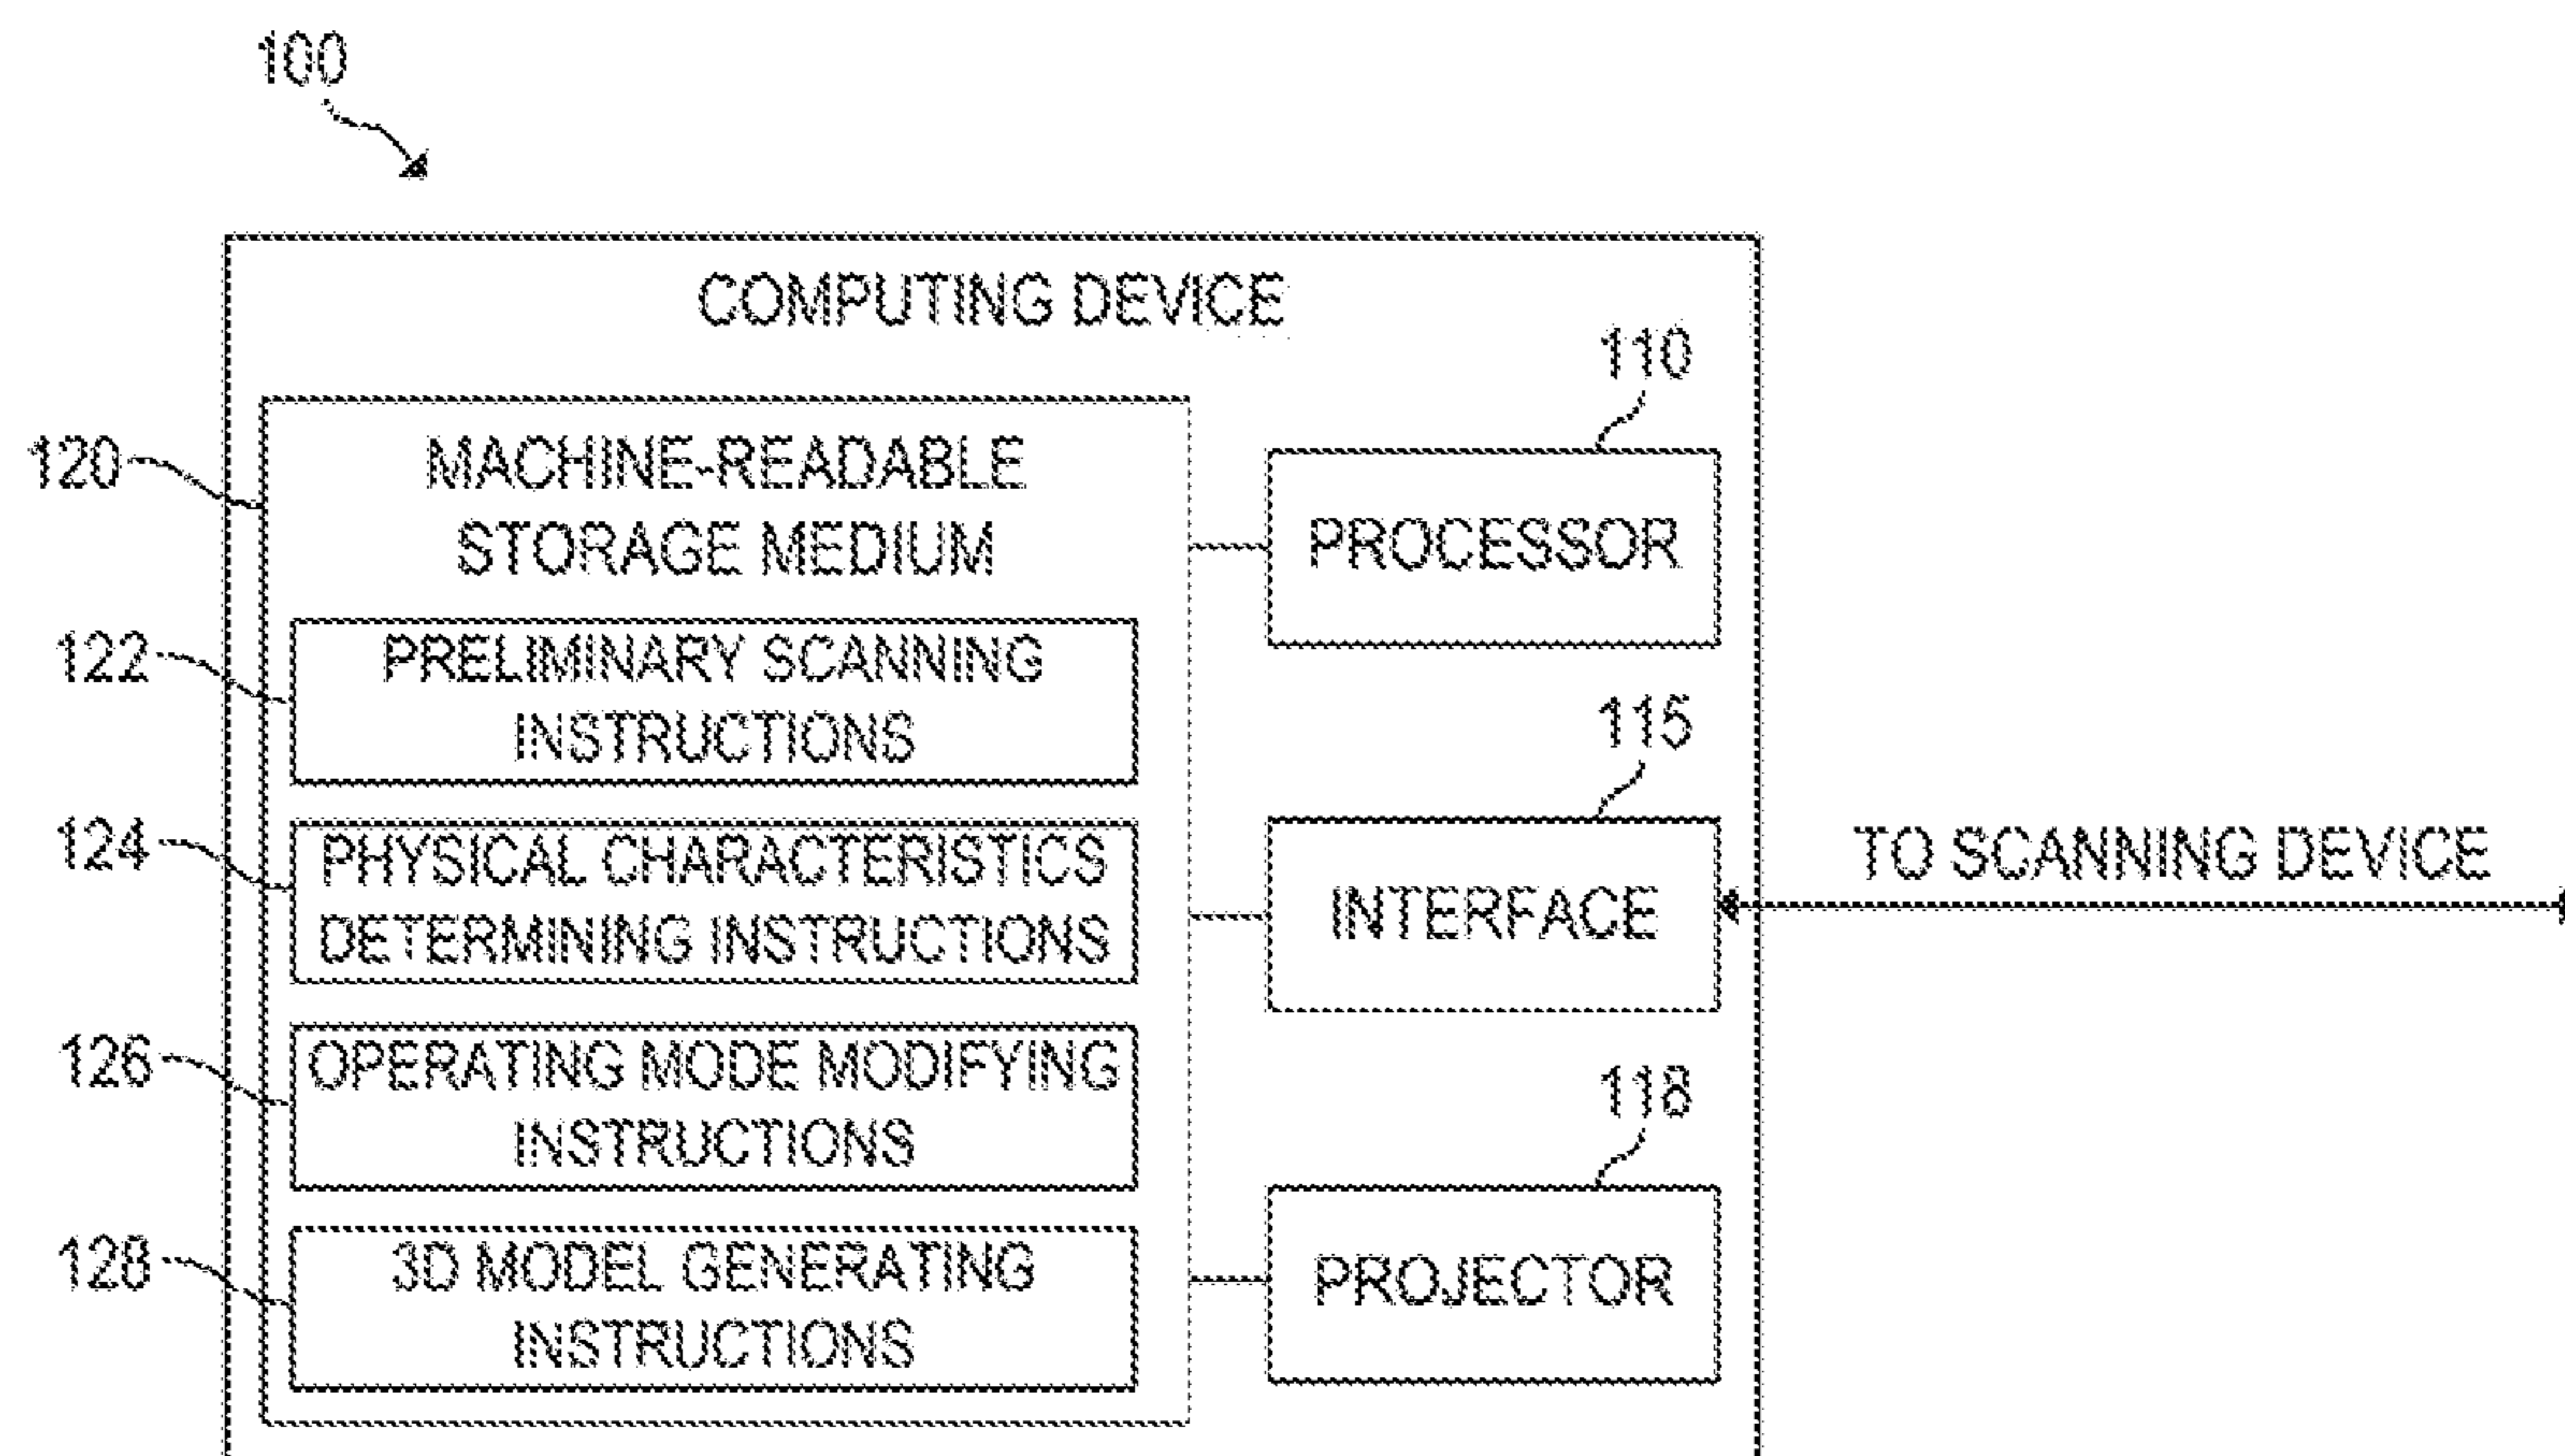 100
COMPUTING DEVICE
120
MACHINE-READABLE
STORAGE MEDIUM
122
PRELIMINARY SCANNING
INSTRUCTIONS
124
PHYSICAL CHARACTERISTICS
DETERMINING INSTRUCTIONS
126
OPERATING MODE MODIFYING
INSTRUCTIONS
128
3D MODEL GENERATING
INSTRUCTIONS
110
PROCESSOR
115
INTERFACE
TO SCANNING DEVICE
118
PROJECTOR